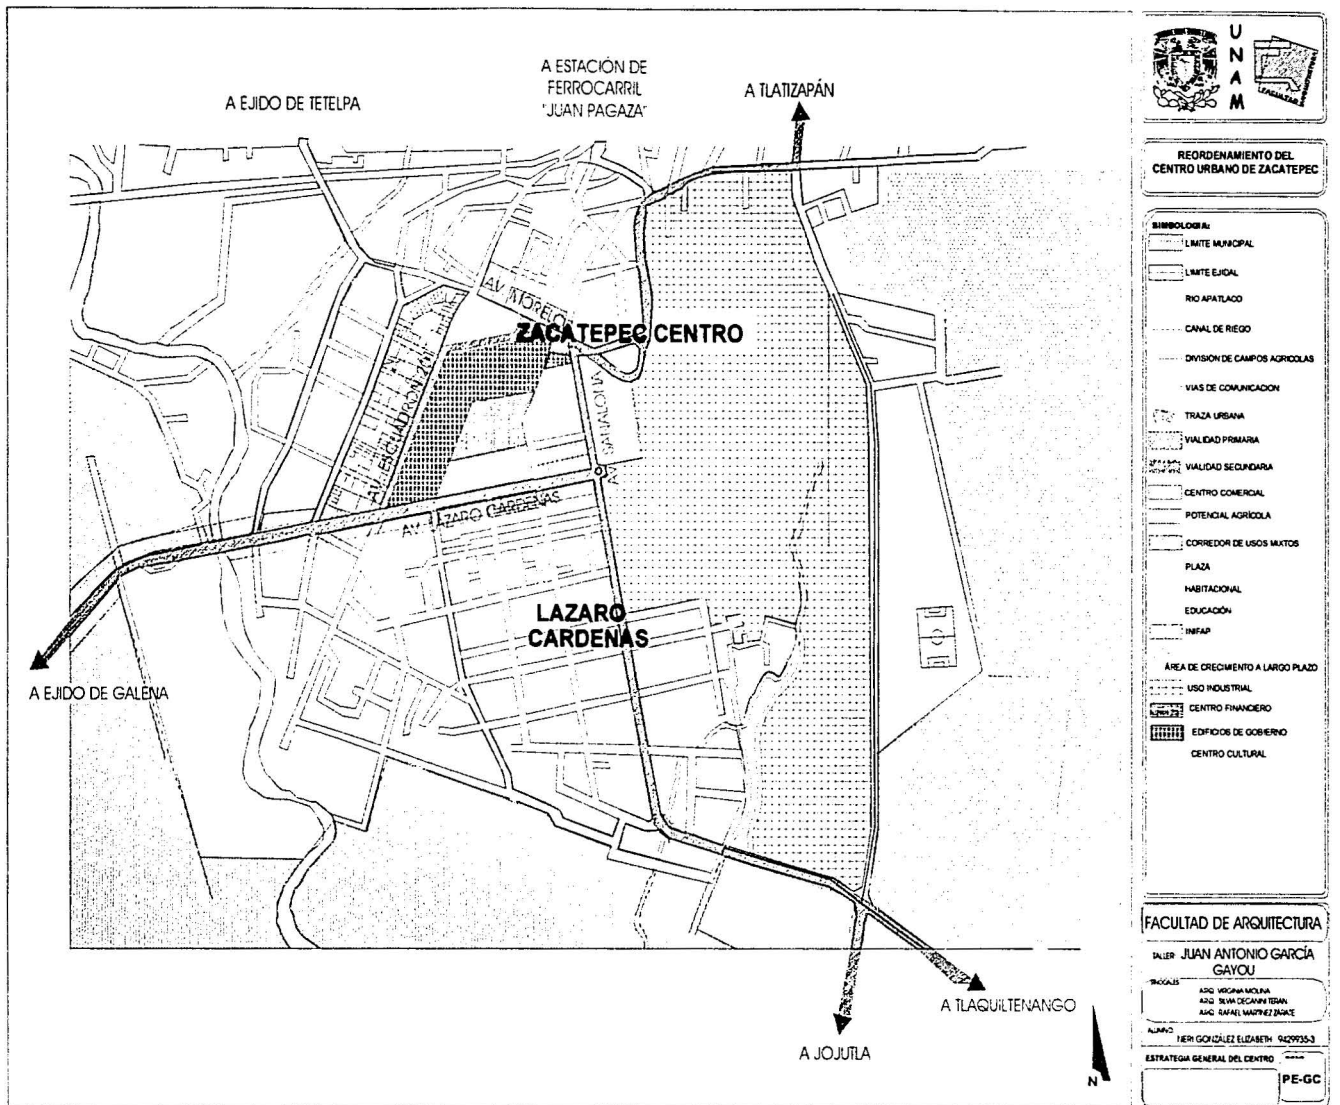 A EJIDO DE TETELPA
A ESTACIÓN DE
FERROCARRIL
"JUAN PAGAZA"
A TLATIZAPÁN
AV. MORELOS
ZACATEPEC CENTRO
AV. ESCUADRON 201
AV. LAZARO CARDENAS
LAZARO
CARDENAS
A EJIDO DE GALENA
A TLAQUILTENANGO
A JOJUTLA
N
UNAM
REORDENAMIENTO DEL
CENTRO URBANO DE ZACATEPEC
SIMBOLOGIA:
LIMITE MUNICIPAL
LIMITE EJIDAL
RIO APATLACO
CANAL DE RIEGO
DIVISION DE CAMPOS AGRICOLAS
VIAS DE COMUNICACION
TRAZA URBANA
VIALIDAD PRIMARIA
VIALIDAD SECUNDARIA
CENTRO COMERCIAL
POTENCIAL AGRÍCOLA
CORREDOR DE USOS MIXTOS
PLAZA
HABITACIONAL
EDUCACIÓN
INIFAP
ÁREA DE CRECIMIENTO A LARGO PLAZO
USO INDUSTRIAL
CENTRO FINANCIERO
EDIFICIOS DE GOBIERNO
CENTRO CULTURAL
FACULTAD DE ARQUITECTURA
TALLER: JUAN ANTONIO GARCÍA
GAYOU
SINODALES
ARQ. VIRGINIA MOLINA
ARQ. SILVIA DECANINI TERAN
ARQ. RAFAEL MARTINEZ ZARATE
ALUMNO:
NERI GONZÁLEZ ELIZABETH 9429935-3
ESTRATEGIA GENERAL DEL CENTRO
PE-GC